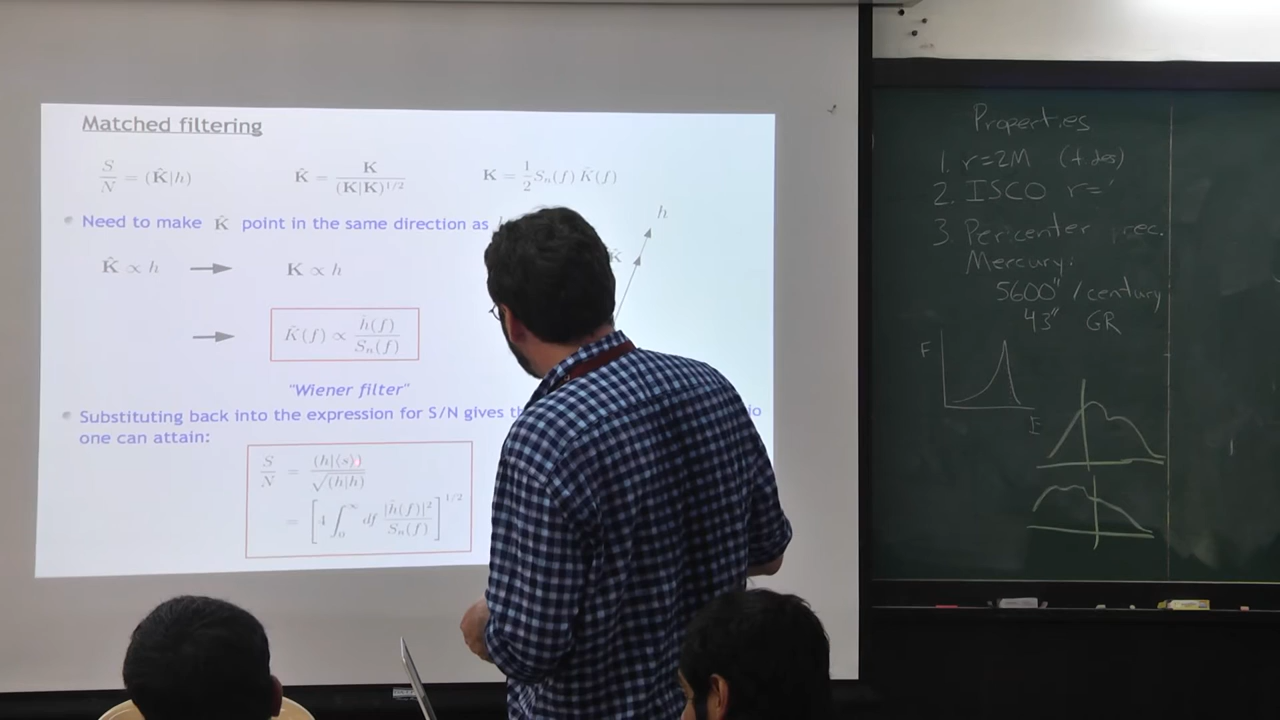 Matched filtering
S/N = (K̂|h)    K̂ = K/(K|K)^{1/2}    K = 1/2 S_n(f) K̃(f)
Need to make K̂ point in the same direction as
h
K̂ ∝ h → K ∝ h
K̂
→ K̃(f) ∝ h̃(f)/S_n(f)
"Wiener filter"
Substituting back into the expression for S/N gives
one can attain:
S/N = (h|⟨s⟩)/√(h|h)
= [4 ∫_0^∞ df |h̃(f)|²/S_n(f)]^{1/2}
Properties
1. r=2M (t.des)
2. ISCO r=
3. Pericenter rec.
Mercury:
5600" / century
43" GR
F